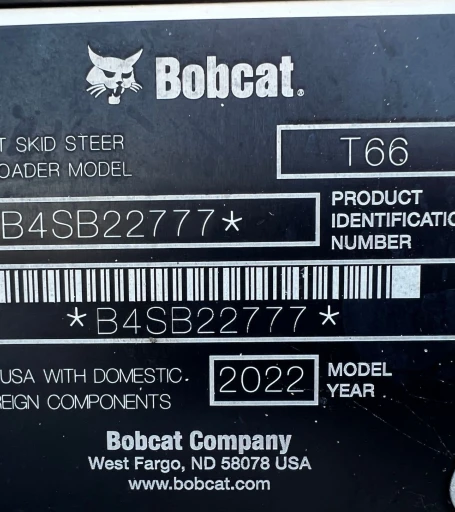 Bobcat.
T SKID STEER
OADER MODEL
T66
B4SB22777*
PRODUCT
IDENTIFICATIO
NUMBER
*B4SB22777*
USA WITH DOMESTIC
EIGN COMPONENTS
2022
MODEL
YEAR
Bobcat Company
West Fargo, ND 58078 USA
www.bobcat.com